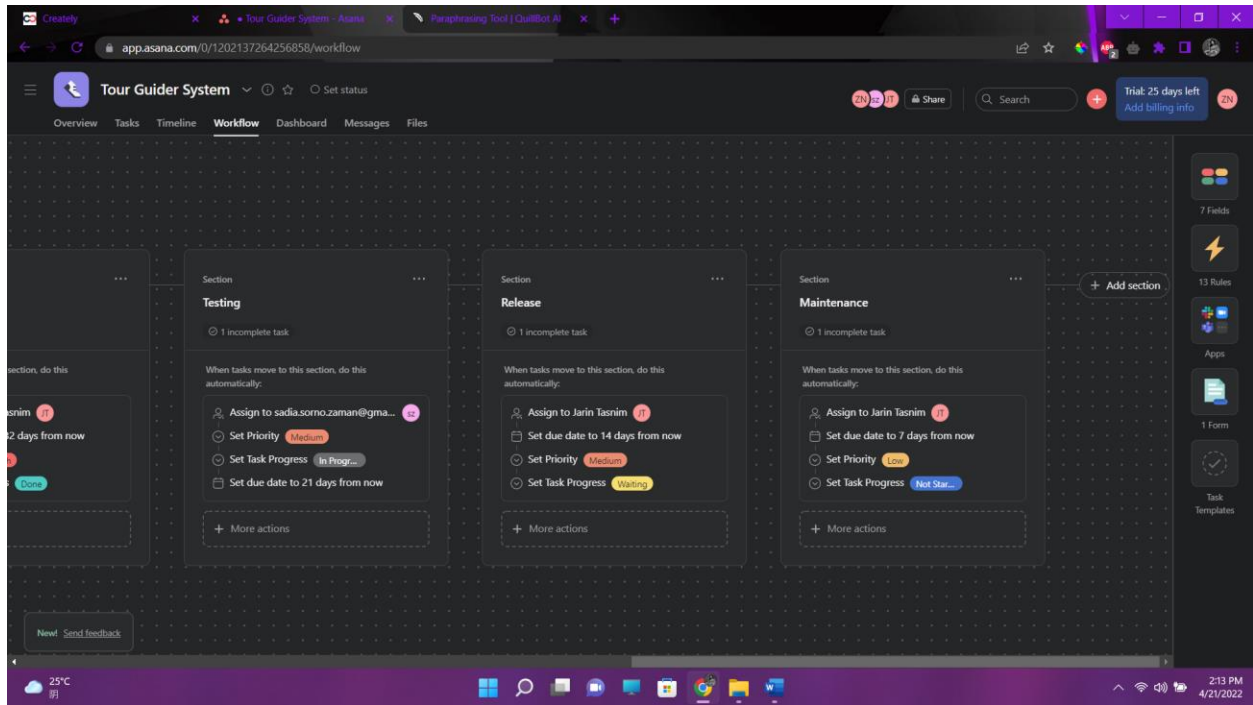 Creately
• Tour Guider System - Asana
Paraphrasing Tool | QuillBot AI
app.asana.com/0/1202137264256858/workflow
Tour Guider System
Set status
ZN sz JT
Share
Search
Trial: 25 days left
Add billing info
ZN
Overview Tasks Timeline Workflow Dashboard Messages Files
7 Fields
13 Rules
Apps
1 Form
Task
Templates
section, do this
asnim JT
32 days from now
Done
Section
Testing
1 incomplete task
When tasks move to this section, do this
automatically:
Assign to sadia.sorno.zaman@gma... sz
Set Priority Medium
Set Task Progress In Progr...
Set due date to 21 days from now
+ More actions
Section
Release
1 incomplete task
When tasks move to this section, do this
automatically:
Assign to Jarin Tasnim JT
Set due date to 14 days from now
Set Priority Medium
Set Task Progress Waiting
+ More actions
Section
Maintenance
1 incomplete task
When tasks move to this section, do this
automatically:
Assign to Jarin Tasnim JT
Set due date to 7 days from now
Set Priority Low
Set Task Progress Not Star...
+ More actions
+ Add section
New! Send feedback
25°C
阴
2:13 PM
4/21/2022